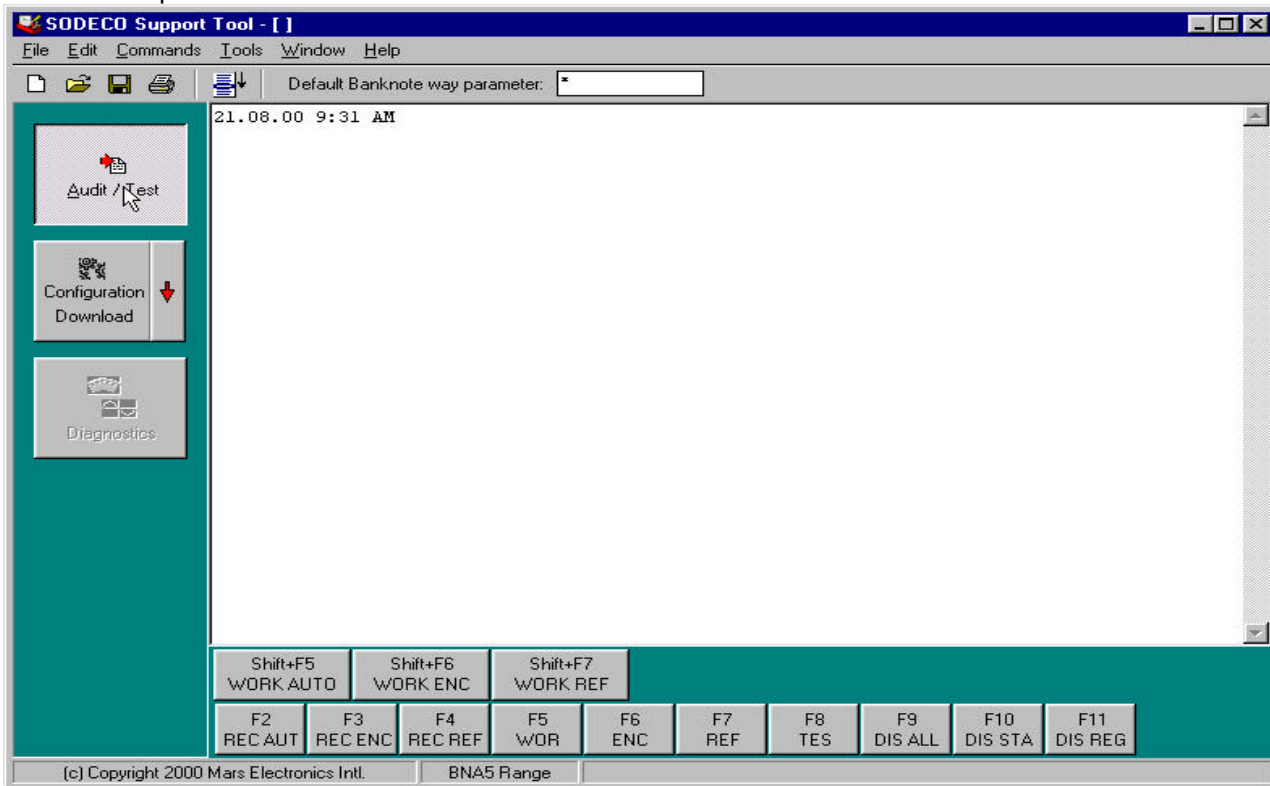 SODECO Support Tool - [ ]
File Edit Commands Tools Window Help
Default Banknote way parameter: *
21.08.00 9:31 AM
Audit / Test
Configuration
Download
Diagnostics
Shift+F5 Shift+F6 Shift+F7
WORK AUTO WORK ENC WORK REF
F2 F3 F4 F5 F6 F7 F8 F9 F10 F11
REC AUT REC ENC REC REF WOR ENC REF TES DIS ALL DIS STA DIS REG
(c) Copyright 2000 Mars Electronics Intl. BNA5 Range